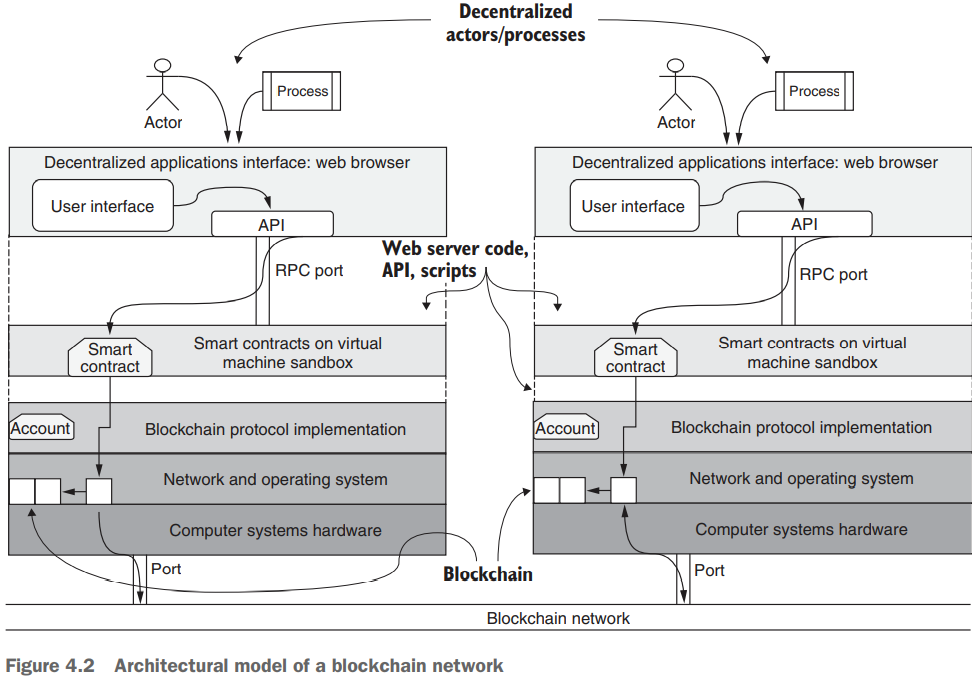 Decentralized
actors/processes
Process
Actor
Process
Actor
Decentralized applications interface: web browser
User interface
API
Decentralized applications interface: web browser
User interface
API
Web server code,
API, scripts
RPC port
RPC port
Smart
contract
Smart contracts on virtual
machine sandbox
Smart
contract
Smart contracts on virtual
machine sandbox
Account
Blockchain protocol implementation
Account
Blockchain protocol implementation
Network and operating system
Network and operating system
Computer systems hardware
Computer systems hardware
Port
Blockchain
Port
Blockchain network
Figure 4.2 Architectural model of a blockchain network